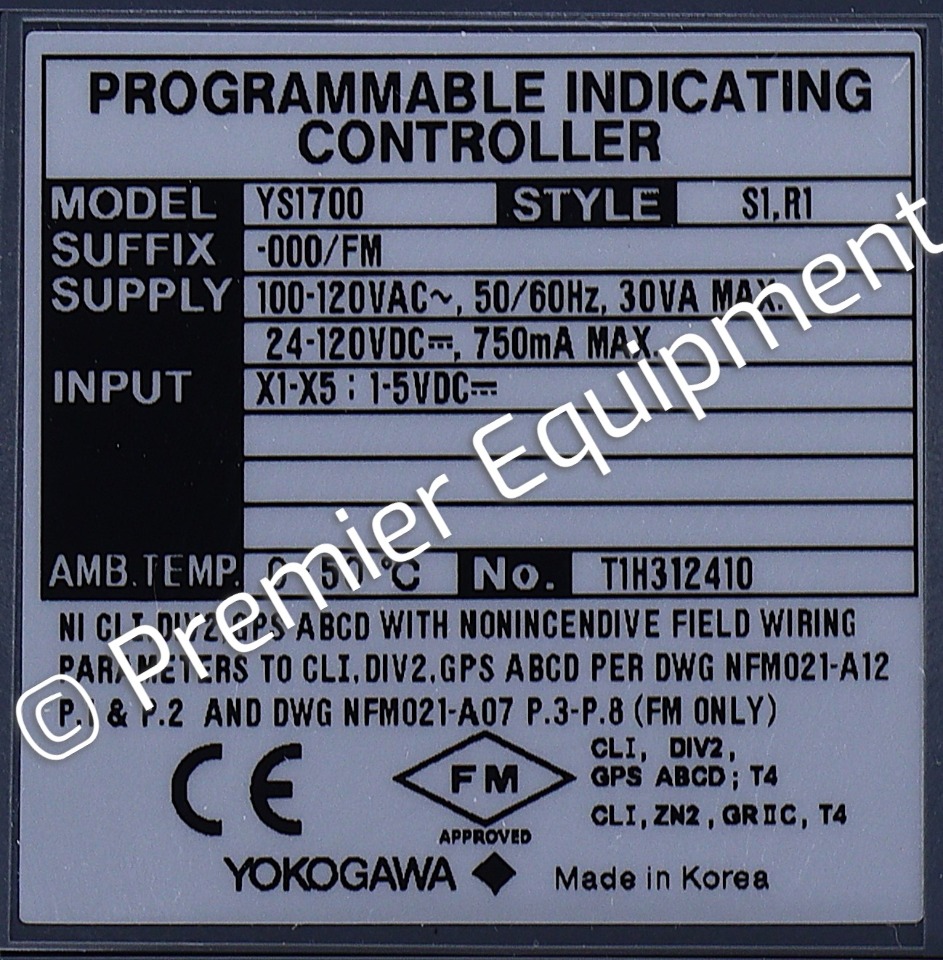 PROGRAMMABLE INDICATING
CONTROLLER
MODEL YS1700 STYLE S1,R1
SUFFIX -000/FM
SUPPLY 100-120VAC~, 50/60Hz, 30VA MAX.
24-120VDC⎓, 750mA MAX.
INPUT X1-X5 : 1-5VDC⎓
AMB.TEMP. 0-50°C No. T1H312410
NI CLI,DIV2,GPS ABCD WITH NONINCENDIVE FIELD WIRING
PARAMETERS TO CLI,DIV2,GPS ABCD PER DWG NFM021-A12
P.1 & P.2 AND DWG NFM021-A07 P.3-P.8 (FM ONLY)
CE
FM
APPROVED
CLI, DIV2,
GPS ABCD; T4
CLI,ZN2, GRIIC, T4
YOKOGAWA
Made in Korea
© Premier Equipment